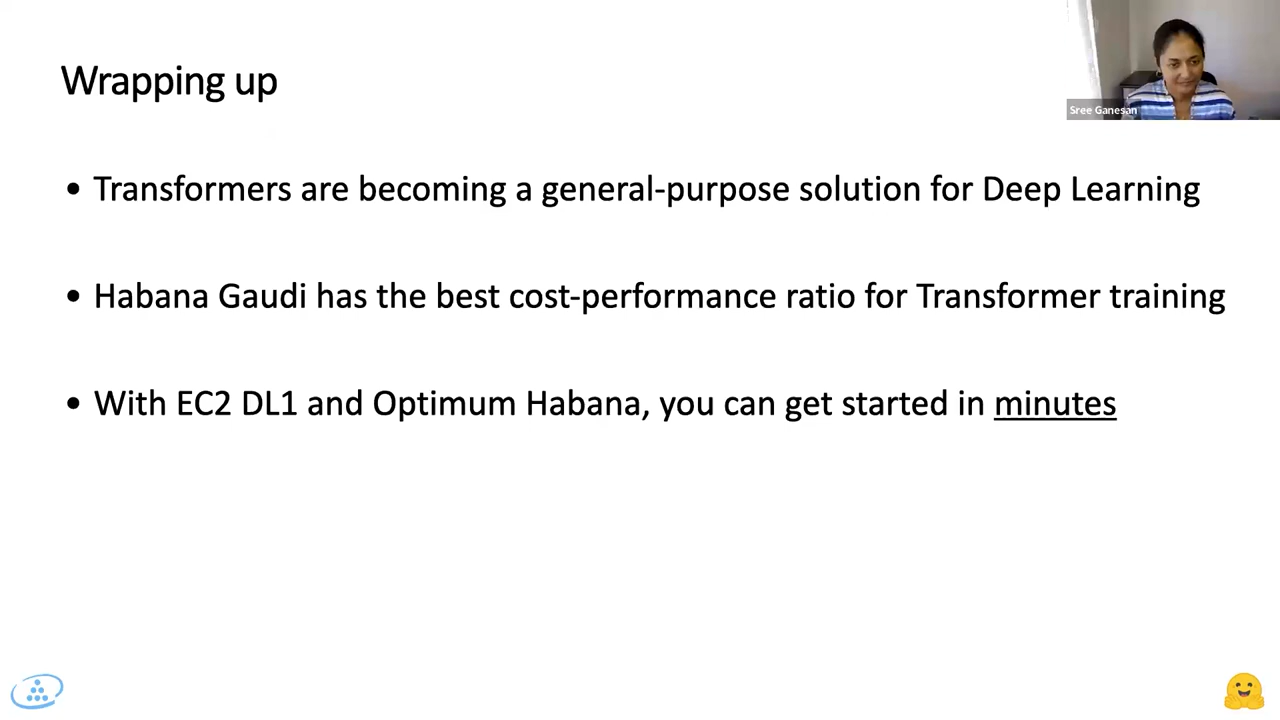 Wrapping up
Sree Ganesan
• Transformers are becoming a general-purpose solution for Deep Learning
• Habana Gaudi has the best cost-performance ratio for Transformer training
• With EC2 DL1 and Optimum Habana, you can get started in minutes